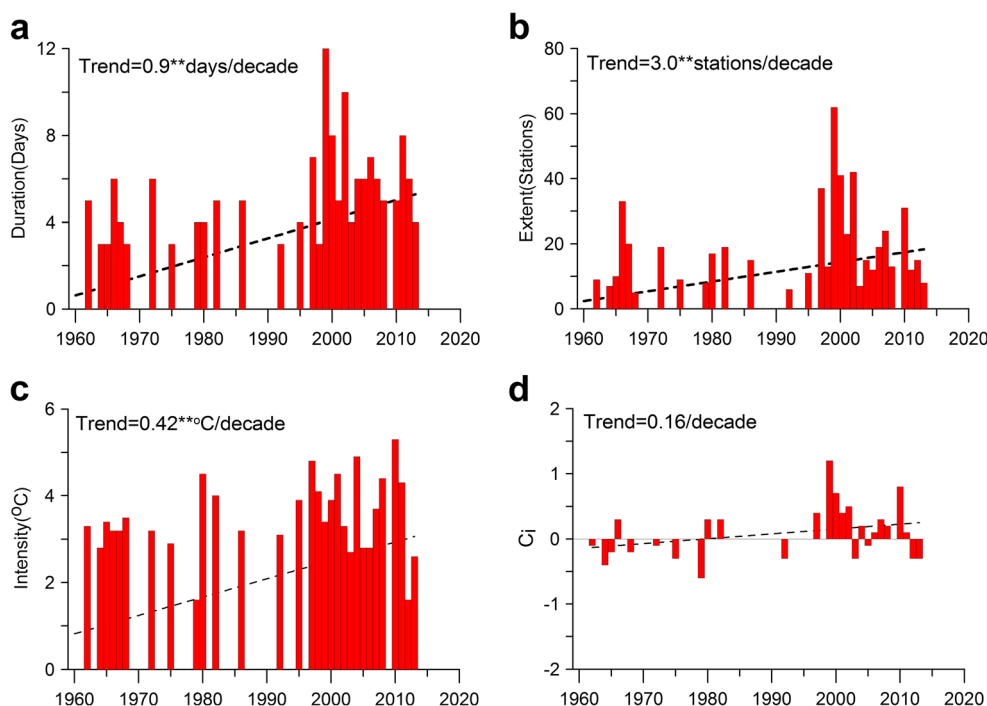 a
Trend=0.9**days/decade
Duration(Days)
12
8
4
0
1960 1970 1980 1990 2000 2010 2020
b
Trend=3.0**stations/decade
Extent(Stations)
80
60
40
20
0
1960 1970 1980 1990 2000 2010 2020
c
Trend=0.42**°C/decade
Intensity(°C)
6
4
2
0
1960 1970 1980 1990 2000 2010 2020
d
Trend=0.16/decade
Ci
2
1
0
-1
-2
1960 1970 1980 1990 2000 2010 2020